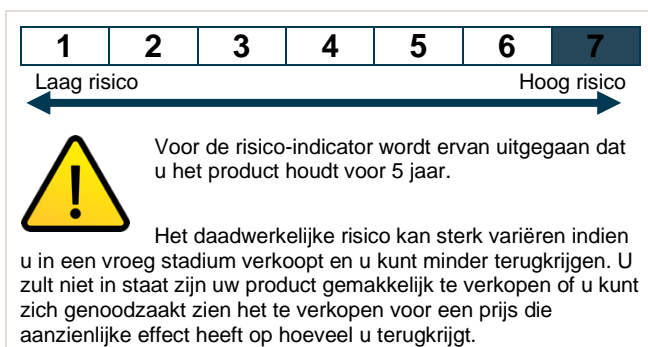 1 2 3 4 5 6 7
Laag risico Hoog risico
Voor de risico-indicator wordt ervan uitgegaan dat
u het product houdt voor 5 jaar.
Het daadwerkelijke risico kan sterk variëren indien
u in een vroeg stadium verkoopt en u kunt minder terugkrijgen. U
zult niet in staat zijn uw product gemakkelijk te verkopen of u kunt
zich genoodzaakt zien het te verkopen voor een prijs die
aanzienlijke effect heeft op hoeveel u terugkrijgt.